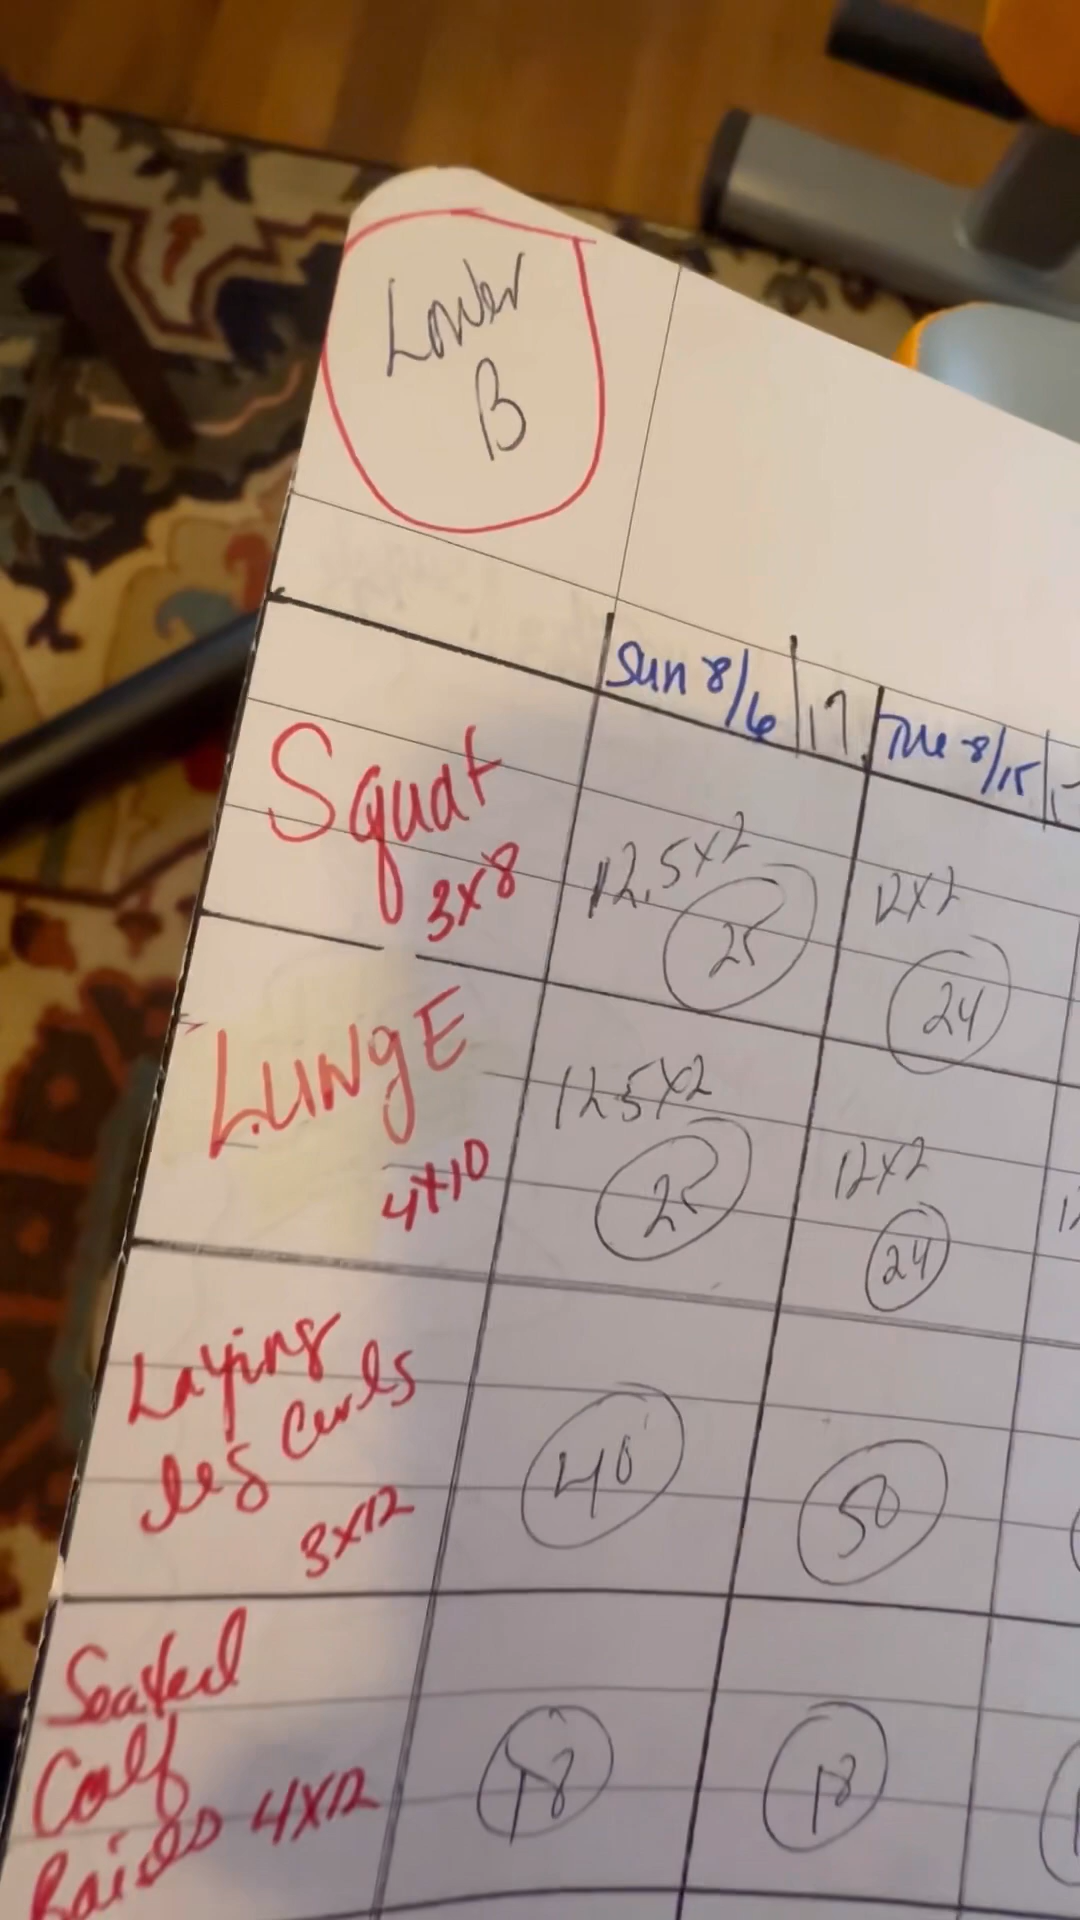 Lower
B
Sun 8/6/17 Tue 8/15/
Squat
3x8
12.5x2
25
12x2
24
LUNgE
4x10
12.5x2
25
12x2
24
Laying
leg Curls
3x12
40
50
Seated
Calf
Raises 4x12
18
18